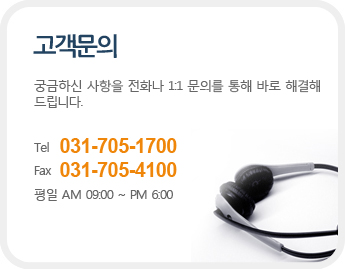 고객문의
궁금하신 사항을 전화나 1:1 문의를 통해 바로 해결해
드립니다.
Tel 031-705-1700
Fax 031-705-4100
평일 AM 09:00 ~ PM 6:00